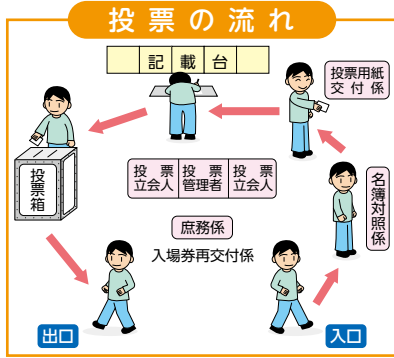 投票の流れ
記載台
投票用紙
交付係
投票箱
投票
立会人
投票
管理者
投票
立会人
名簿対照係
庶務係
入場券再交付係
出口
入口